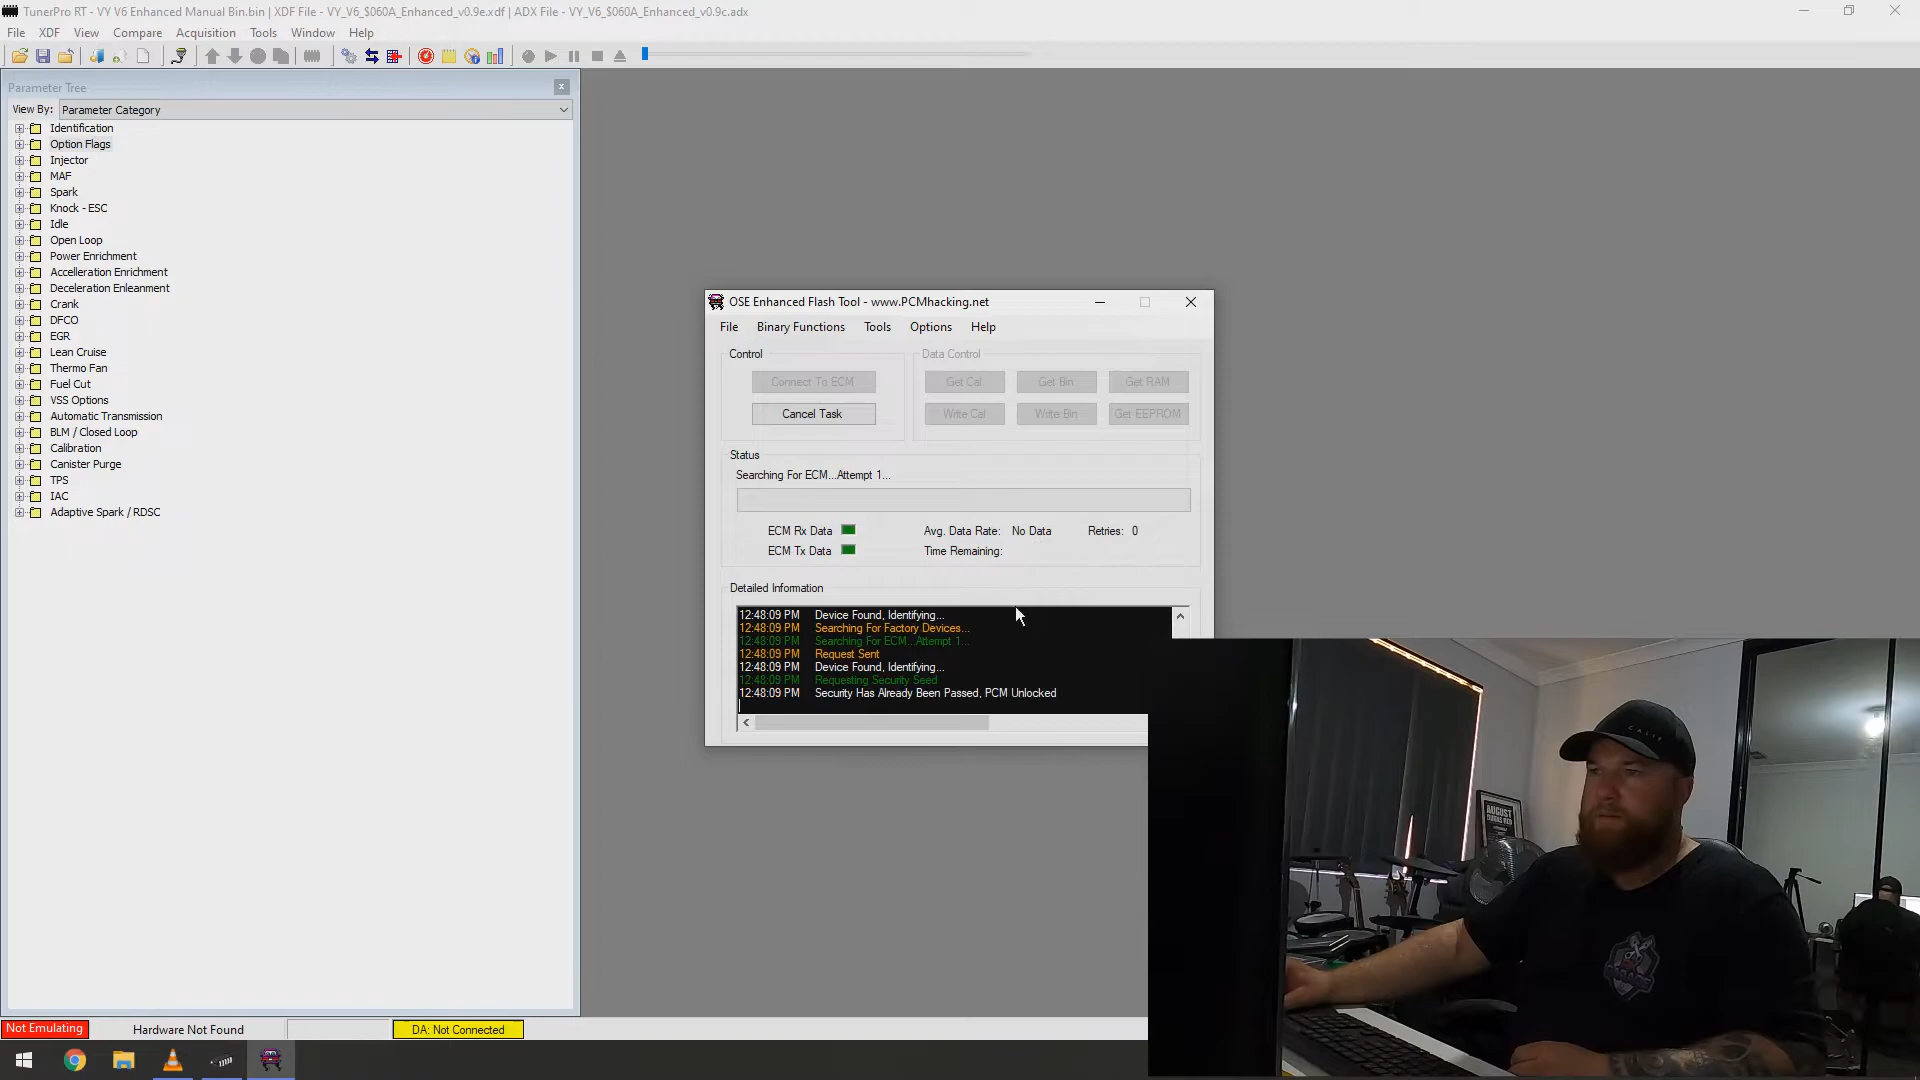 TunerPro RT - VY V6 Enhanced Manual Bin.bin | XDF File - VY_V6_$060A_Enhanced_v0.9e.xdf | ADX File - VY_V6_$060A_Enhanced_v0.9c.adx
File XDF View Compare Acquisition Tools Window Help
Parameter Tree
View By: Parameter Category
Identification
Option Flags
Injector
MAF
Spark
Knock - ESC
Idle
Open Loop
Power Enrichment
Accelleration Enrichment
Deceleration Enleanment
Crank
DFCO
EGR
Lean Cruise
Thermo Fan
Fuel Cut
VSS Options
Automatic Transmission
BLM / Closed Loop
Calibration
Canister Purge
TPS
IAC
Adaptive Spark / RDSC
OSE Enhanced Flash Tool - www.PCMhacking.net
File Binary Functions Tools Options Help
Control
Data Control
Connect To ECM
Get Cal Get Bin Get RAM
Cancel Task
Write Cal Write Bin Get EEPROM
Status
Searching For ECM...Attempt 1...
ECM Rx Data
Avg. Data Rate: No Data
Retries: 0
ECM Tx Data
Time Remaining:
Detailed Information
12:48:09 PM Device Found, Identifying...
12:48:09 PM Searching For Factory Devices...
12:48:09 PM Searching For ECM...Attempt 1...
12:48:09 PM Request Sent
12:48:09 PM Device Found, Identifying...
12:48:09 PM Requesting Security Seed
12:48:09 PM Security Has Already Been Passed, PCM Unlocked
AUGUST
BURNS RED
CALIF
GARAGE
Not Emulating
Hardware Not Found
DA: Not Connected